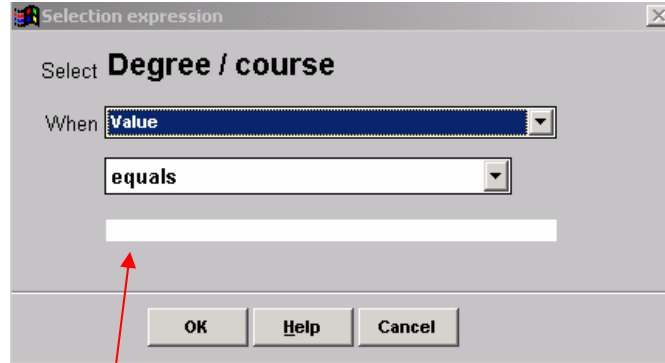 Selection expression
Select Degree / course
When Value
equals
OK Help Cancel